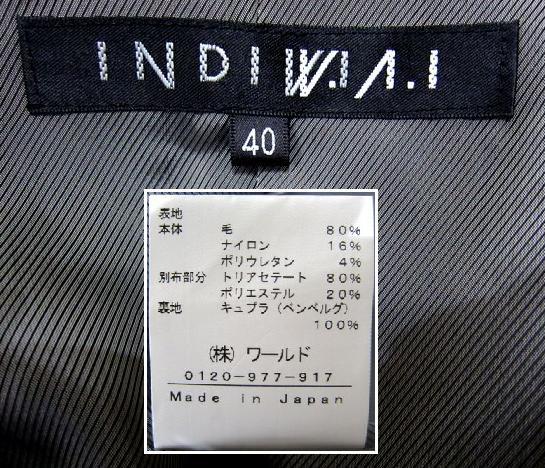 INDIW.I/\.I
40
表地
本体 毛 80%
ナイロン 16%
ポリウレタン 4%
別布部分 トリアセテート 80%
ポリエステル 20%
裏地 キュプラ（ベンベルグ）
100%
㈱ ワールド
0120-977-917
Made in Japan